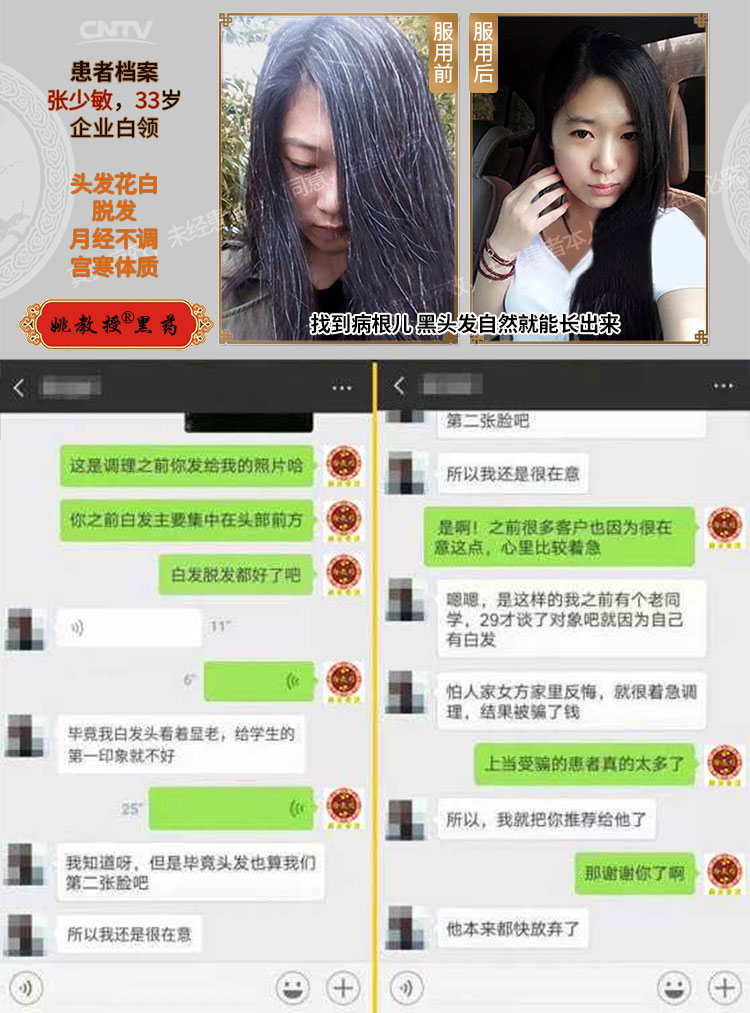 CNTV
患者档案
张少敏，33岁
企业白领
头发花白
脱发
月经不调
宫寒体质
姚教授®黑药
服用前
服用后
找到病根儿 黑头发自然就能长出来
这是调理之前你发给我的照片哈
你之前白发主要集中在头部前方
白发脱发都好了吧
11"
6"
毕竟我白发头看着显老，给学生的
第一印象就不好
25"
我知道呀，但是毕竟头发也算我们
第二张脸吧
所以我还是很在意
第二张脸吧
所以我还是很在意
是啊！之前很多客户也因为很在
意这点，心里比较着急
嗯嗯，是这样的我之前有个老同
学，29才谈了对象吧就因为自己
有白发
怕人家女方家里反悔，就很着急调
理，结果被骗了钱
上当受骗的患者真的太多了
所以，我就把你推荐给他了
那谢谢你了啊
他本来都快放弃了